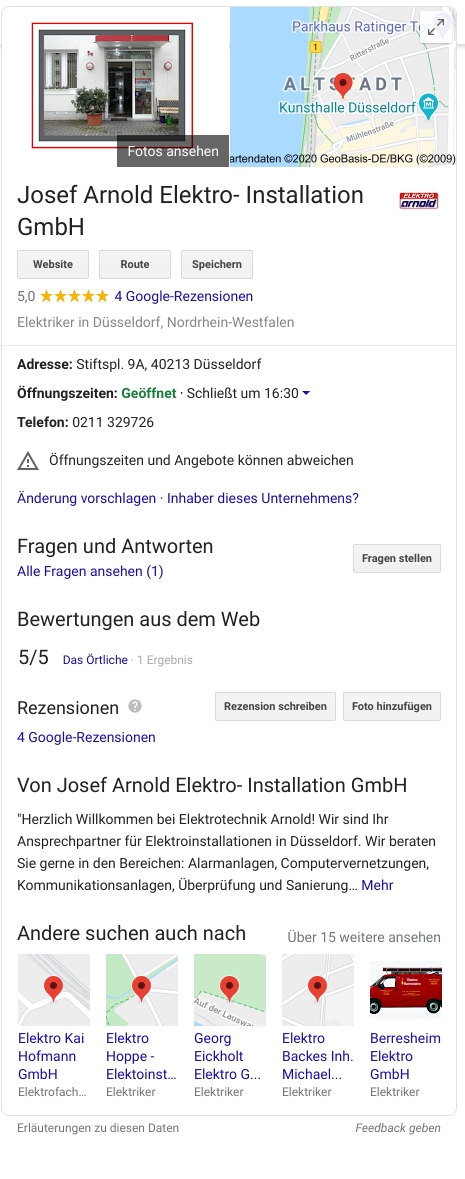 Parkhaus Ratinger To
1
Ritterstraße
ALTSTADT
Kunsthalle Düsseldorf
Mühlenstraße
Fotos ansehen
artendaten ©2020 GeoBasis-DE/BKG (©2009)
Josef Arnold Elektro- Installation
GmbH
ELEKTRO
arnold
Website Route Speichern
5,0 ★★★★★ 4 Google-Rezensionen
Elektriker in Düsseldorf, Nordrhein-Westfalen
Adresse: Stiftspl. 9A, 40213 Düsseldorf
Öffnungszeiten: Geöffnet · Schließt um 16:30
Telefon: 0211 329726
Öffnungszeiten und Angebote können abweichen
Änderung vorschlagen · Inhaber dieses Unternehmens?
Fragen und Antworten
Alle Fragen ansehen (1)
Fragen stellen
Bewertungen aus dem Web
5/5 Das Örtliche · 1 Ergebnis
Rezensionen ? Rezension schreiben Foto hinzufügen
4 Google-Rezensionen
Von Josef Arnold Elektro- Installation GmbH
"Herzlich Willkommen bei Elektrotechnik Arnold! Wir sind Ihr
Ansprechpartner für Elektroinstallationen in Düsseldorf. Wir beraten
Sie gerne in den Bereichen: Alarmanlagen, Computervernetzungen,
Kommunikationsanlagen, Überprüfung und Sanierung… Mehr
Andere suchen auch nach Über 15 weitere ansehen
Auf der Lauswa
Elektro Kai
Hofmann
GmbH
Elektrofach…
Elektro
Hoppe -
Elektoinst…
Elektriker
Georg
Eickholt
Elektro G...
Elektriker
Elektro
Backes Inh.
Michael...
Elektriker
Berresheim
Elektro
GmbH
Elektriker
Erläuterungen zu diesen Daten Feedback geben